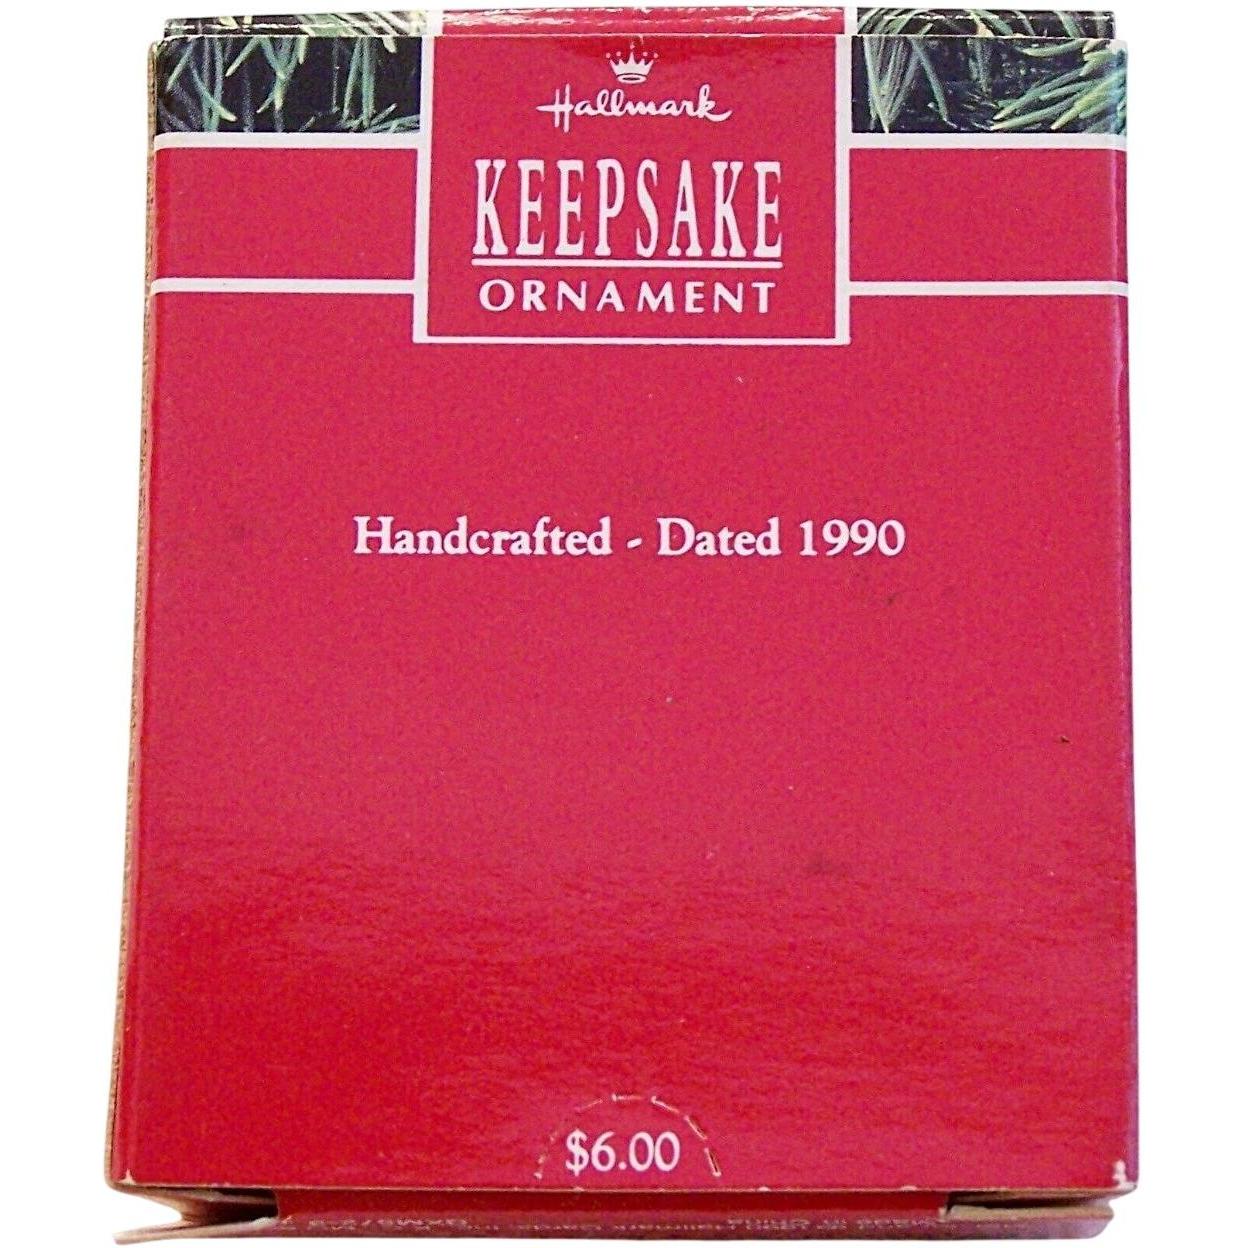 Hallmark
KEEPSAKE
ORNAMENT
Handcrafted - Dated 1990
$6.00